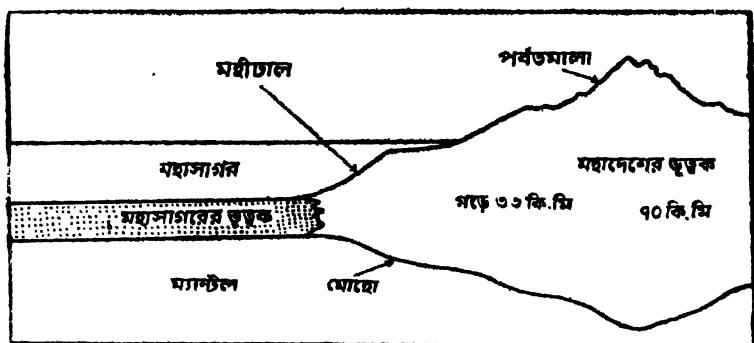 মহীঢাল
পর্বতমালা
মহাসাগর
মহাদেশের ভূত্বক
মহাসাগরের ভূত্বক
গড়ে ৩৩ কি.মি
৭০ কি.মি
ম্যান্টল
মোহো